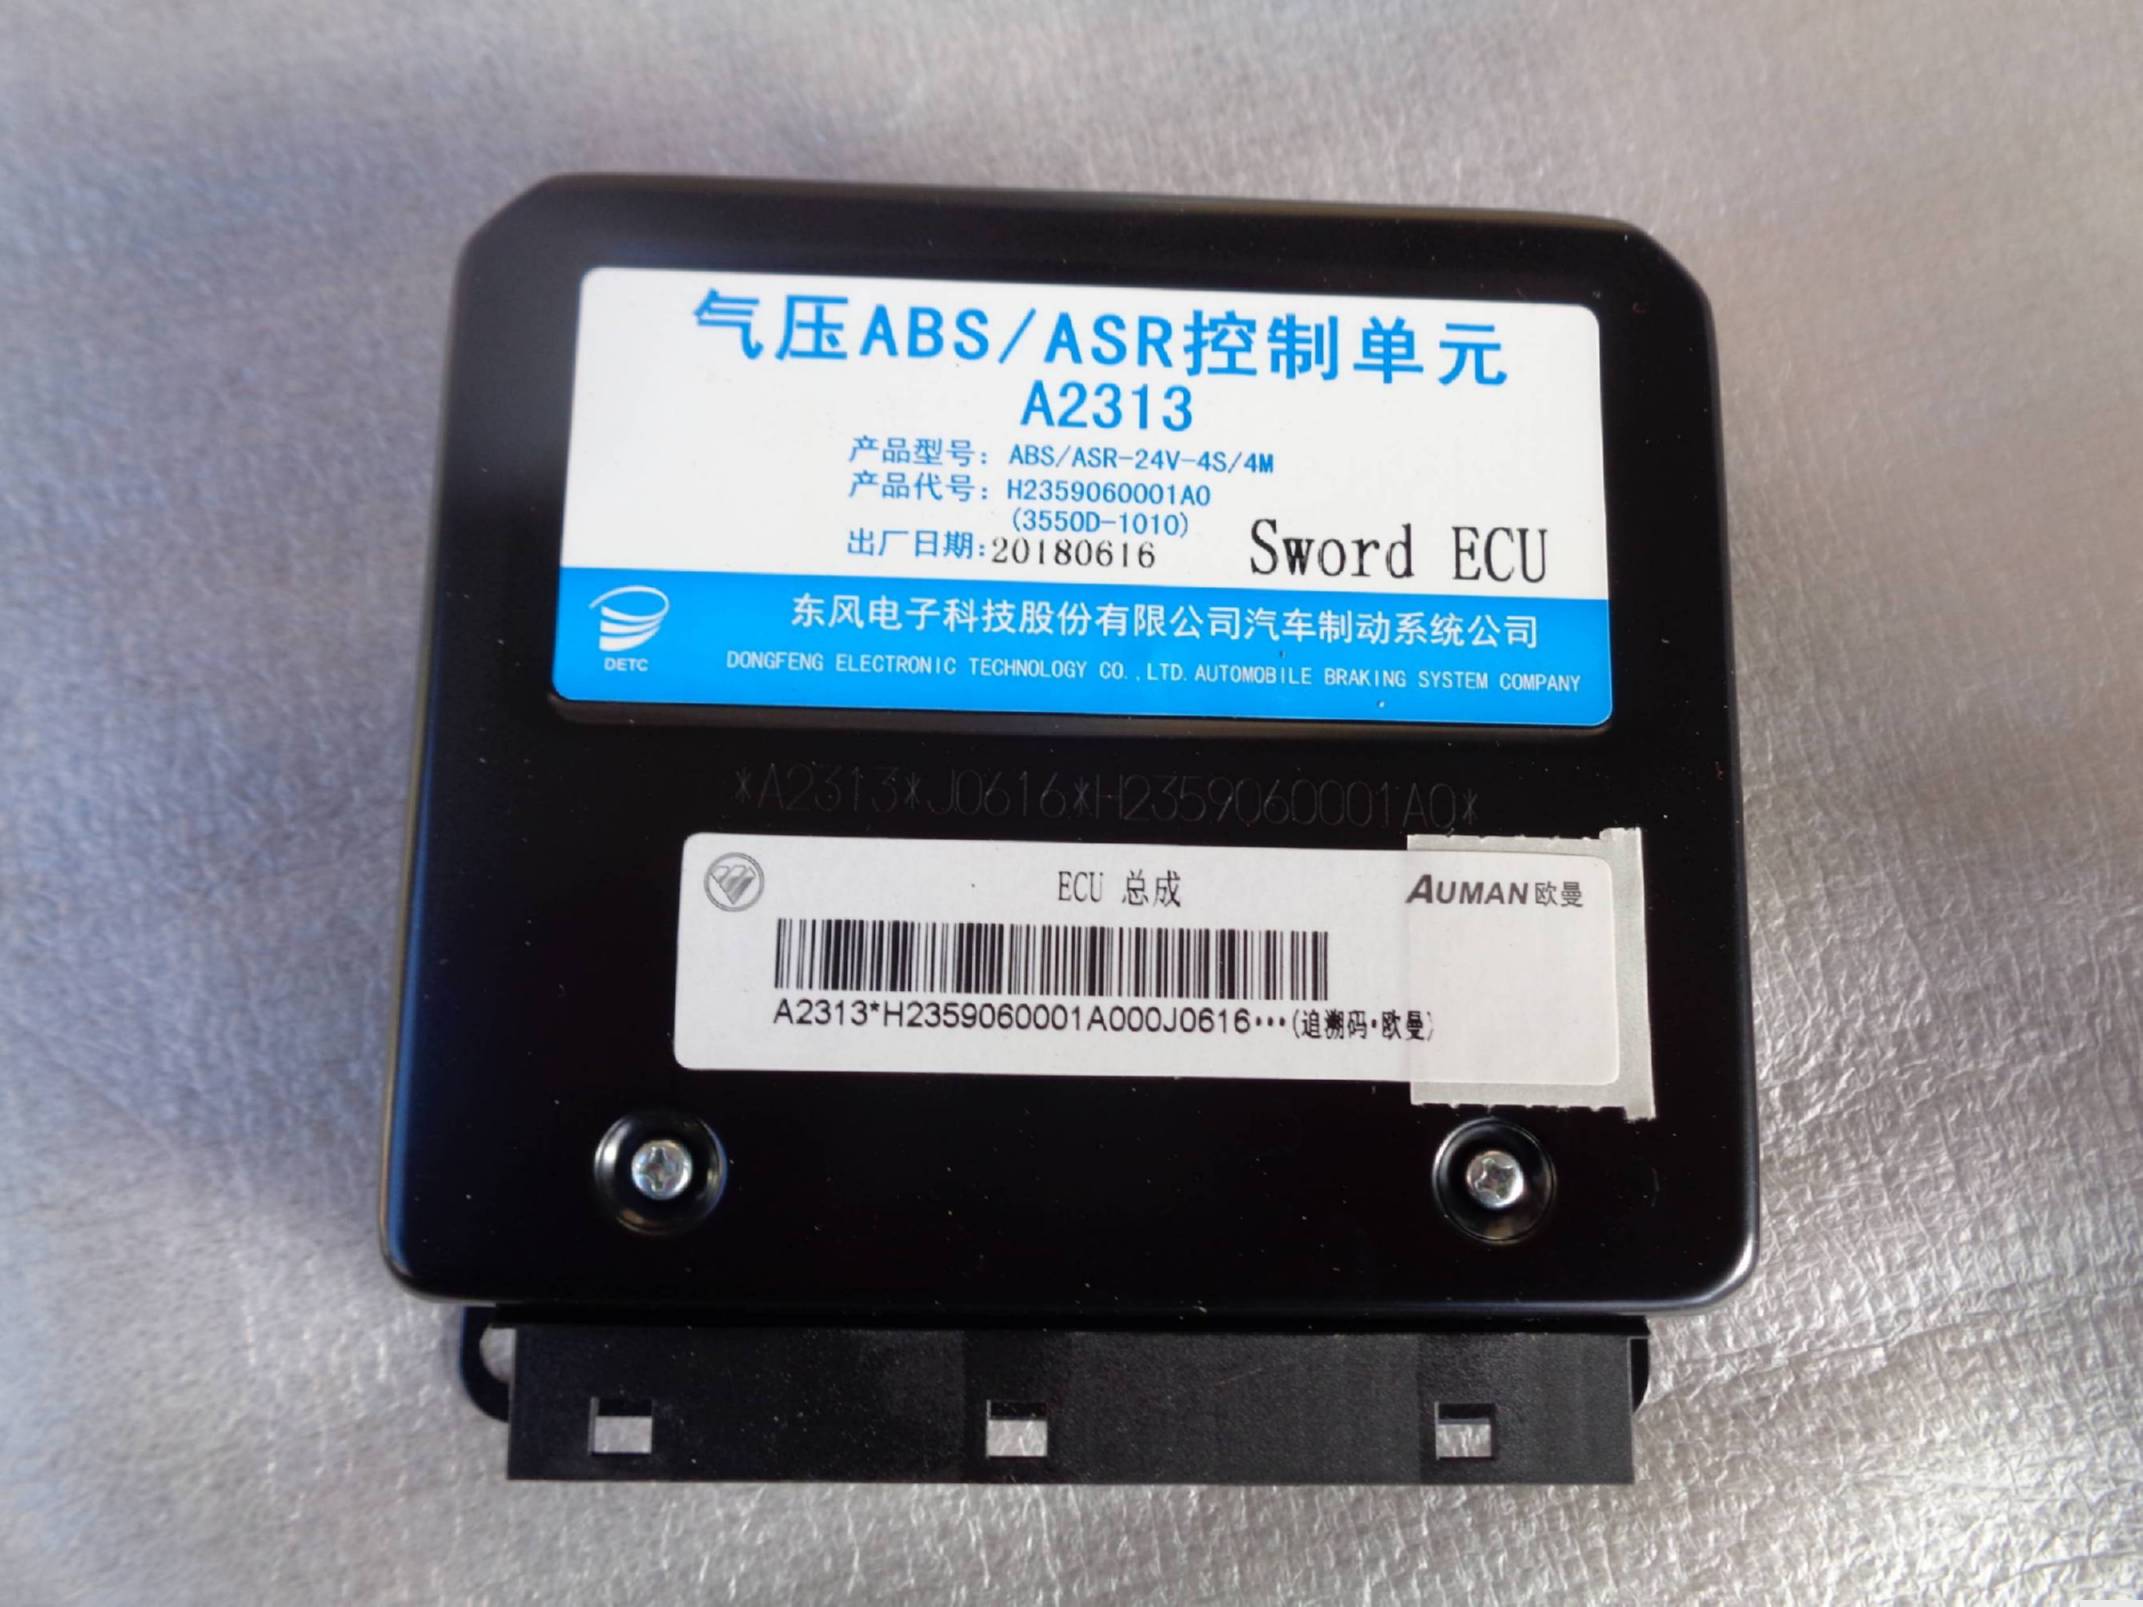 气压ABS/ASR控制单元
A2313
产品型号：ABS/ASR-24V-4S/4M
产品代号：H2359060001A0
(3550D-1010)
出厂日期:20180616 Sword ECU
东风电子科技股份有限公司汽车制动系统公司
DETC DONGFENG ELECTRONIC TECHNOLOGY CO.,LTD. AUTOMOBILE BRAKING SYSTEM COMPANY
*A2313*J0616*H2359060001A0*
ECU 总成 AUMAN欧曼
A2313*H2359060001A000J0616···(追溯码·欧曼)